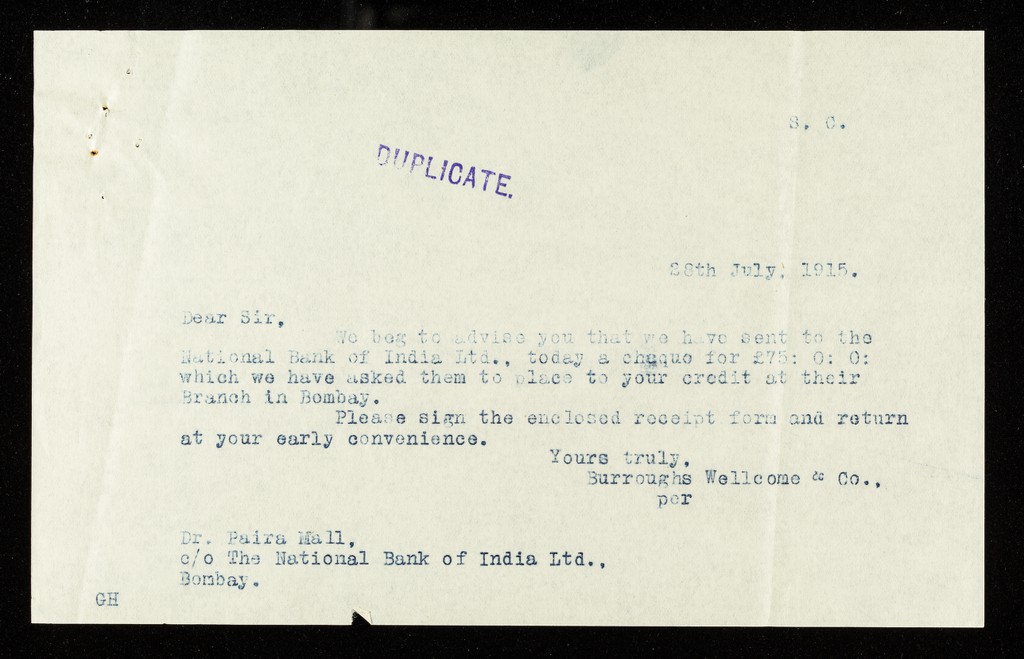 S. C.
DUPLICATE.
28th July, 1915.
Dear Sir,
We beg to advise you that we have sent to the
National Bank of India Ltd., today a cheque for £75: 0: 0:
which we have asked them to place to your credit at their
Branch in Bombay.
Please sign the enclosed receipt form and return
at your early convenience.
Yours truly,
Burroughs Wellcome & Co.,
per
Dr. Paira Mall,
c/o The National Bank of India Ltd.,
Bombay.
GH